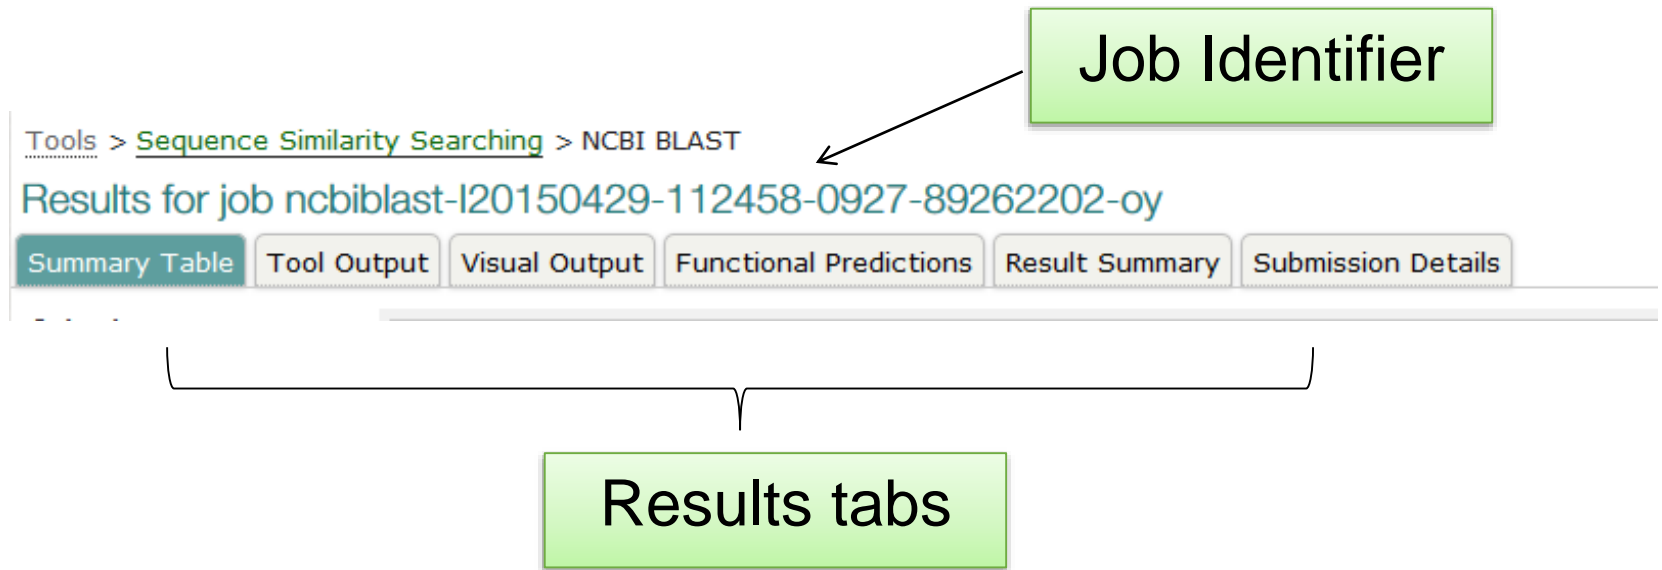 Job Identifier
Tools > Sequence Similarity Searching > NCBI BLAST
Results for job ncbiblast-I20150429-112458-0927-89262202-oy
Summary Table Tool Output Visual Output Functional Predictions Result Summary Submission Details
Results tabs